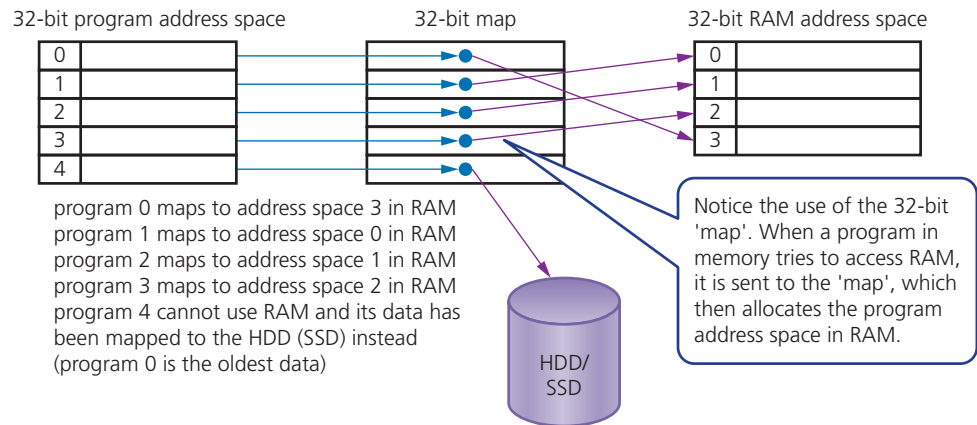 32-bit program address space
32-bit map
32-bit RAM address space
0
1
2
3
4
0
1
2
3
program 0 maps to address space 3 in RAM
program 1 maps to address space 0 in RAM
program 2 maps to address space 1 in RAM
program 3 maps to address space 2 in RAM
program 4 cannot use RAM and its data has
been mapped to the HDD (SSD) instead
(program 0 is the oldest data)
HDD/
SSD
Notice the use of the 32-bit
'map'. When a program in
memory tries to access RAM,
it is sent to the 'map', which
then allocates the program
address space in RAM.